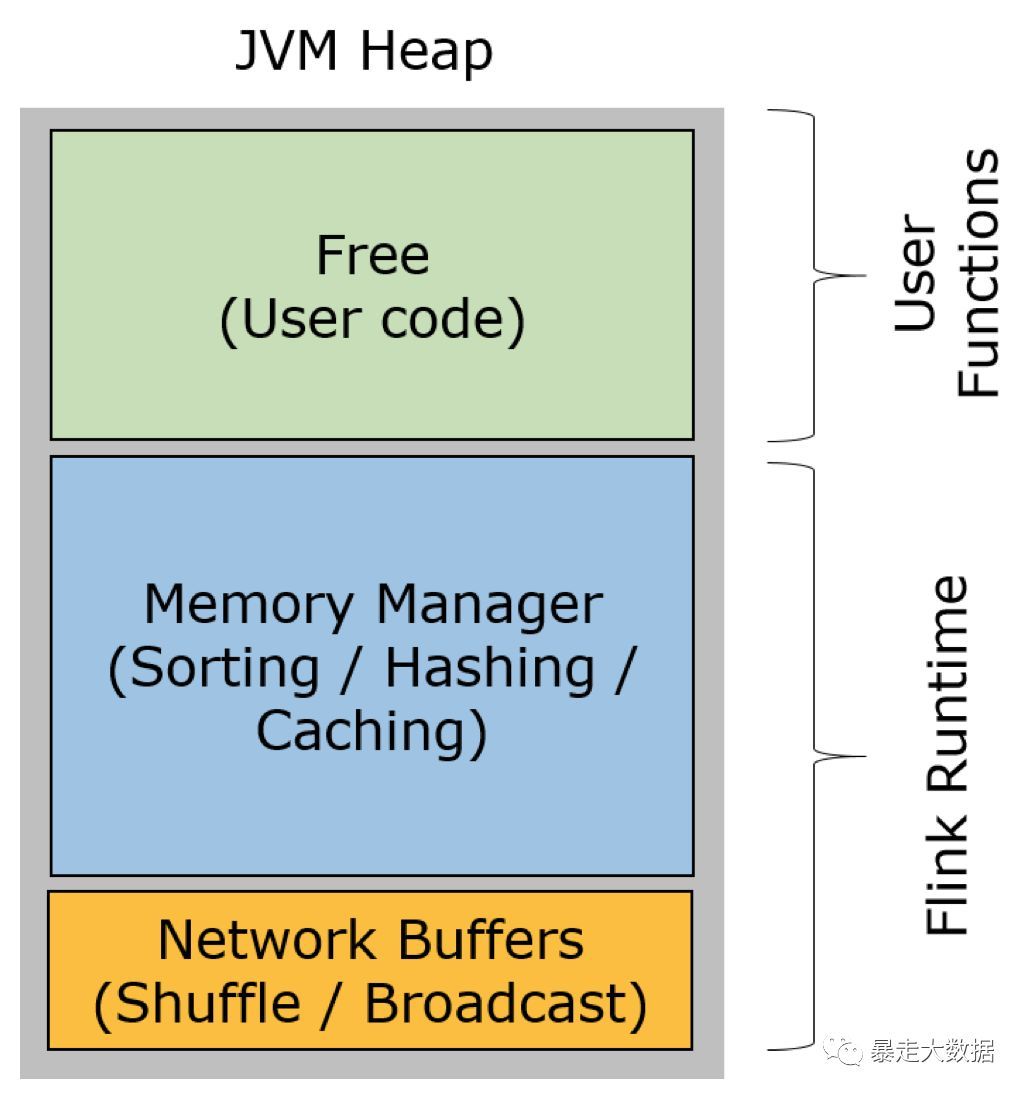 JVM Heap
Free
(User code)
User
Functions
Memory Manager
(Sorting / Hashing /
Caching)
Flink Runtime
Network Buffers
(Shuffle / Broadcast)
暴走大数据